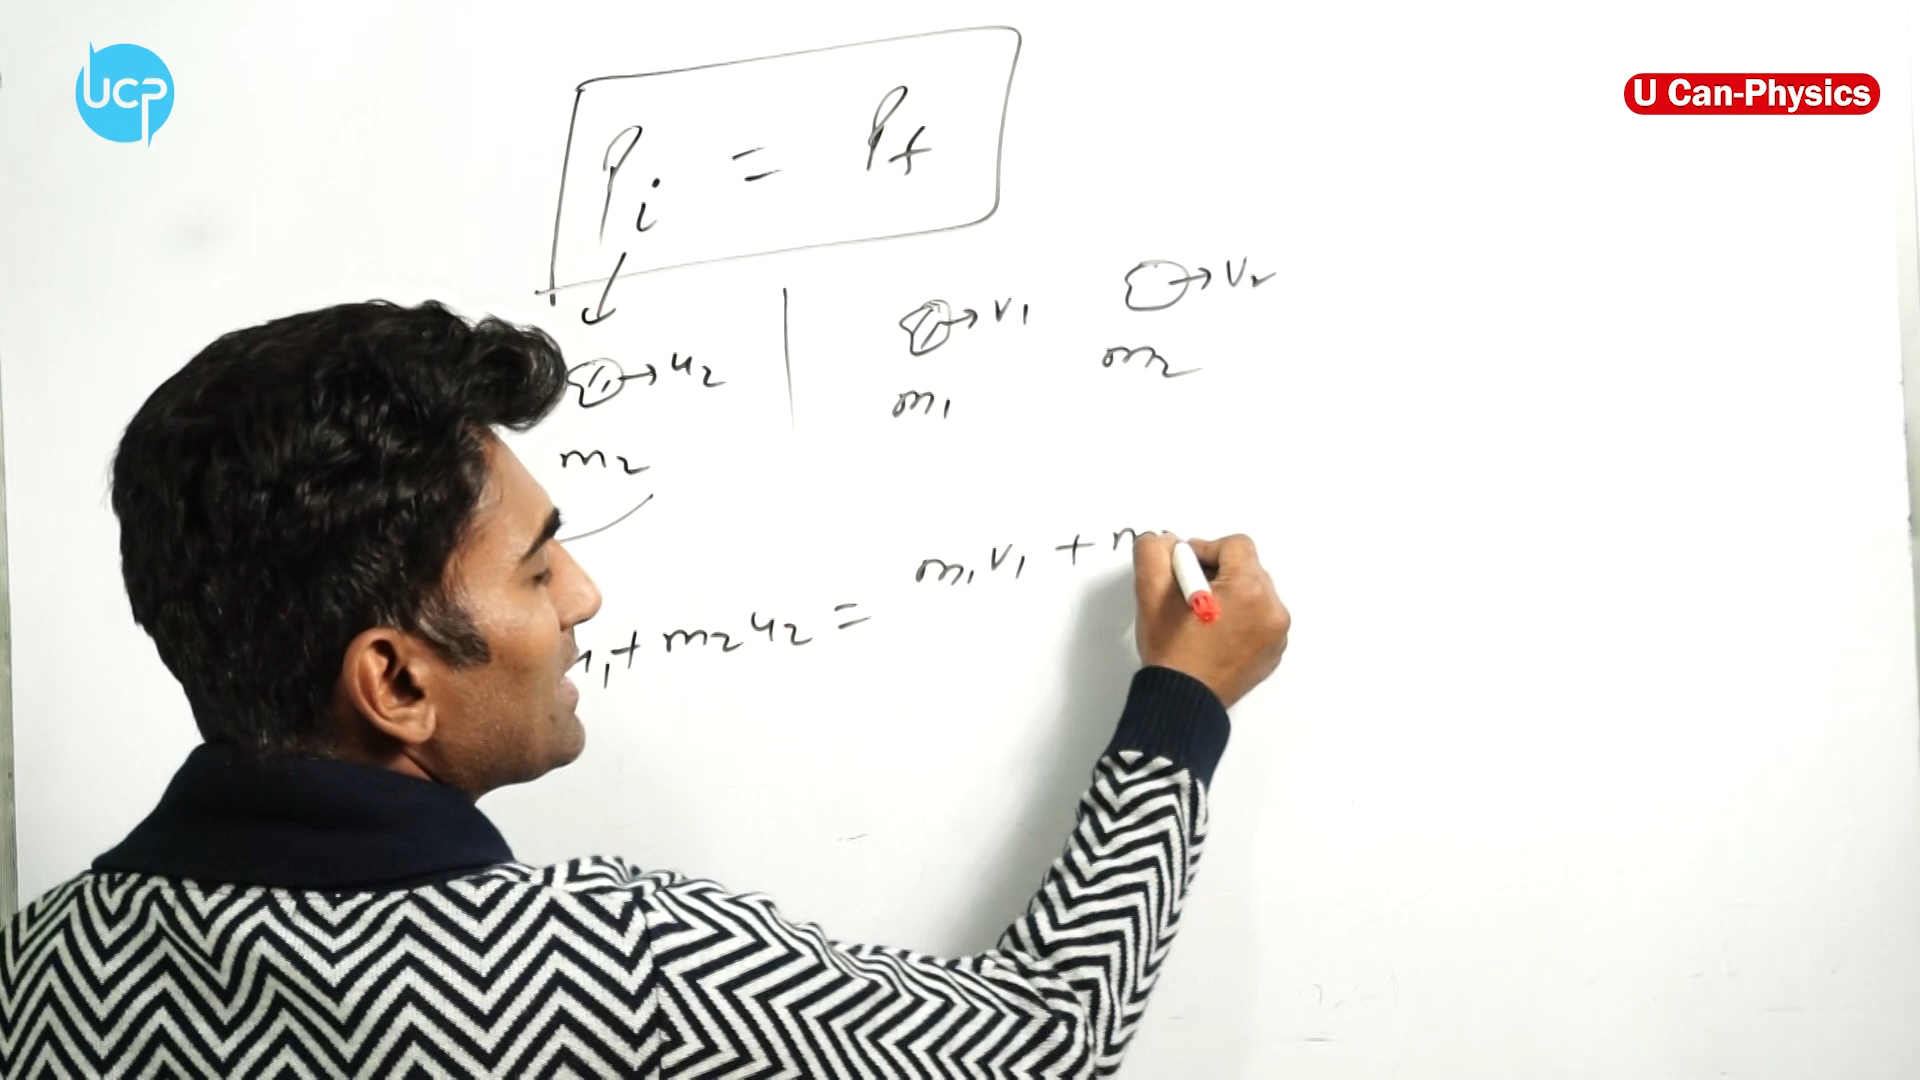 UCP
U Can-Physics
Pi = Pf
u2
v1
v2
m2
m1
m2
1 + m2u2 = m1v1 + m